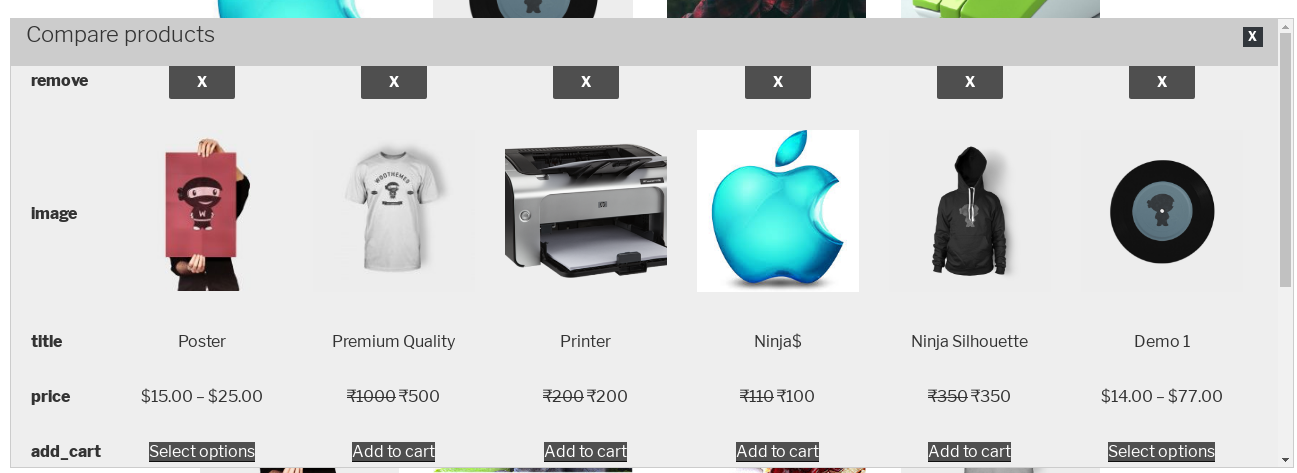 Compare products X
remove X X X X X X
image
W WOOTHEMES hp
title Poster Premium Quality Printer Ninja$ Ninja Silhouette Demo 1
price $15.00 – $25.00 ₹1000 ₹500 ₹200 ₹200 ₹110 ₹100 ₹350 ₹350 $14.00 – $77.00
add_cart Select options Add to cart Add to cart Add to cart Add to cart Select options